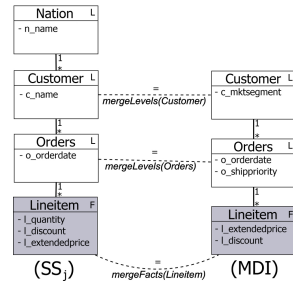 Nation L
- n_name
1
*
Customer L
- c_name
=
mergeLevels(Customer)
Customer L
- c_mktsegment
1
*
1
*
Orders L
- o_orderdate
=
mergeLevels(Orders)
Orders L
- o_orderdate
- o_shippriority
1
*
1
*
Lineitem F
- l_quantity
- l_discount
- l_extendedprice
Lineitem F
- l_extendedprice
- l_discount
=
mergeFacts(Lineitem)
(SSj)
(MDI)